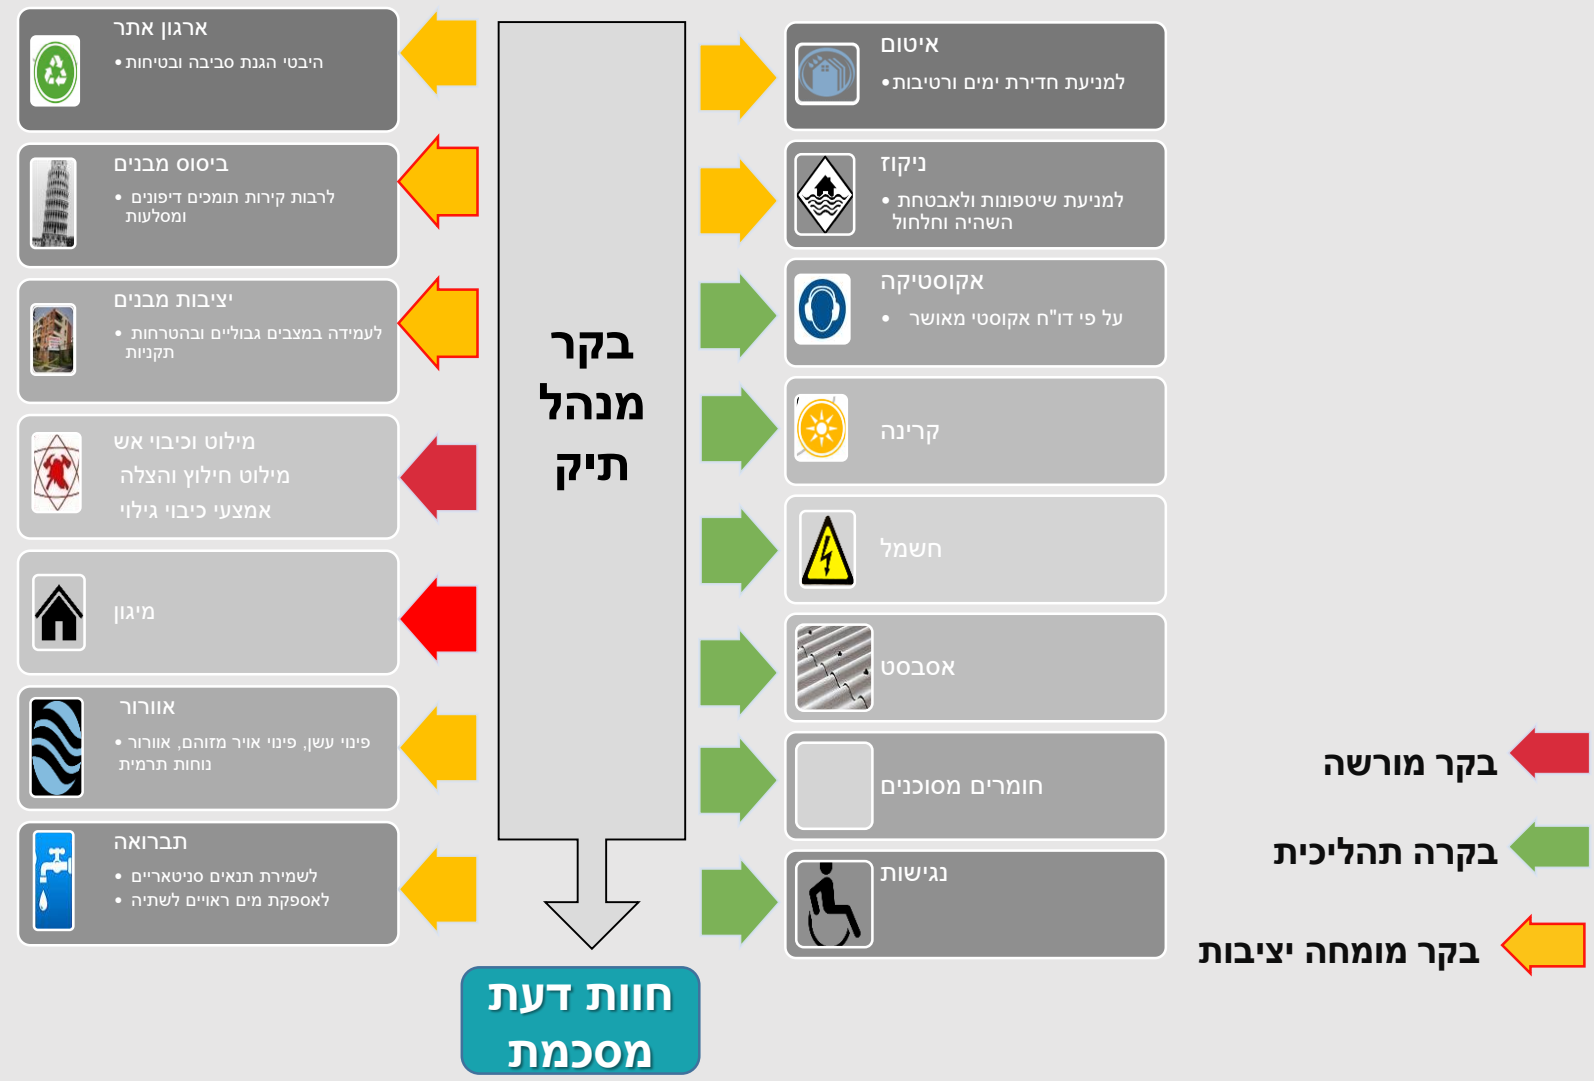 איטום
•למניעת חדירת ימים ורטיבות
ניקוז
• למניעת שיטפונות ולאבטחת
השהיה וחלחול
אקוסטיקה
• על פי דו"ח אקוסטי מאושר
קרינה
חשמל
אסבסט
חומרים מסוכנים
נגישות
בקר
מנהל
תיק
חוות דעת
מסכמת
ארגון אתר
• היבטי הגנת סביבה ובטיחות
ביסוס מבנים
• לרבות קירות תומכים דיפונים
ומסלעות
יציבות מבנים
• לעמידה במצבים גבוליים ובהטרחות
תקניות
מילוט וכיבוי אש
מילוט חילוץ והצלה
אמצעי כיבוי גילוי
מיגון
אוורור
• פינוי עשן, פינוי אויר מזוהם, אוורור
נוחות תרמית
תברואה
• לשמירת תנאים סניטאריים
• לאספקת מים ראויים לשתיה
בקר מורשה
בקרה תהליכית
בקר מומחה יציבות